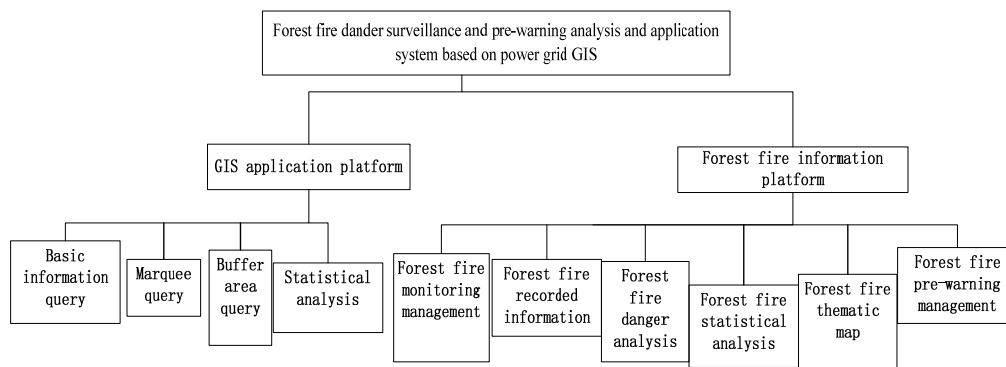 Forest fire dander surveillance and pre-warning analysis and application
system based on power grid GIS
GIS application platform
Forest fire information
platform
Basic
information
query
Marquee
query
Buffer
area
query
Statistical
analysis
Forest fire
monitoring
management
Forest fire
recorded
information
Forest
fire
danger
analysis
Forest fire
statistical
analysis
Forest fire
thematic
map
Forest fire
pre-warning
management